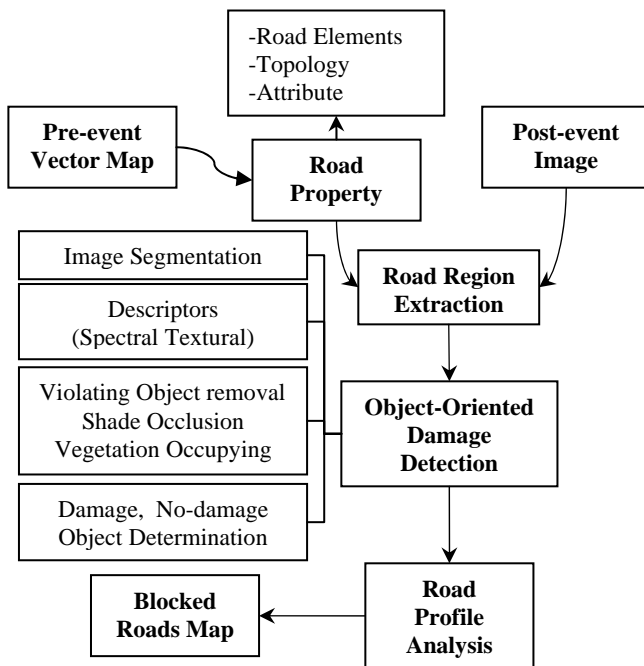 -Road Elements
-Topology
-Attribute
Pre-event
Vector Map
Road
Property
Post-event
Image
Image Segmentation
Road Region
Extraction
Descriptors
(Spectral Textural)
Violating Object removal
Shade Occlusion
Vegetation Occupying
Object-Oriented
Damage
Detection
Damage,  No-damage
Object Determination
Blocked
Roads Map
Road
Profile
Analysis